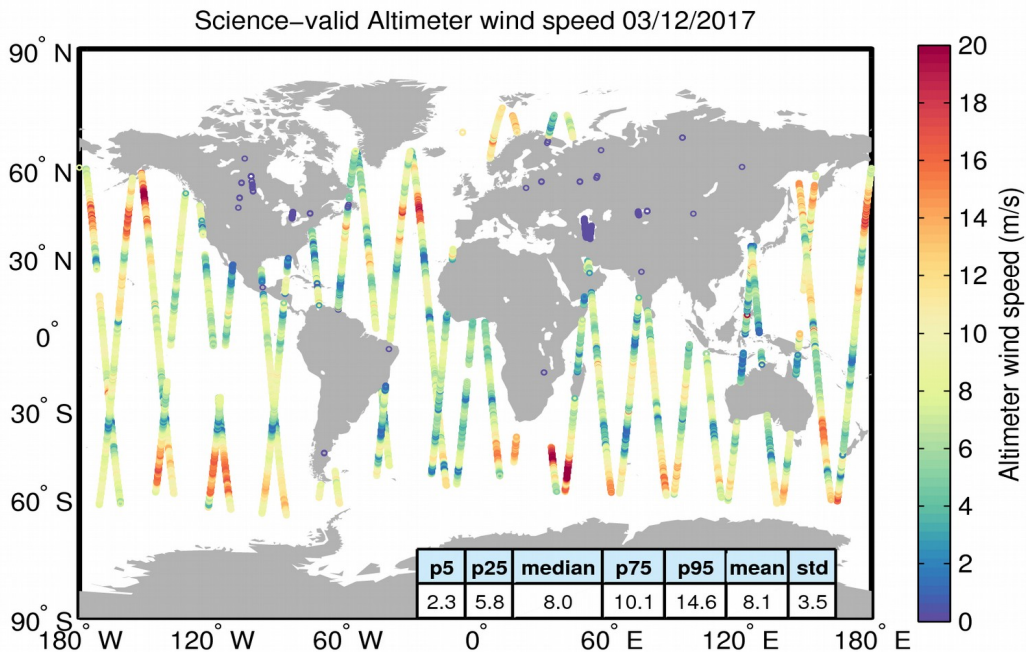 Science−valid Altimeter wind speed 03/12/2017
90° N
60° N
30° N
0°
30° S
60° S
90° S
180° W
120° W
60° W
0°
60° E
120° E
180° E
p5 p25 median p75 p95 mean std
2.3 5.8 8.0 10.1 14.6 8.1 3.5
20
18
16
14
12
10
8
6
4
2
0
Altimeter wind speed (m/s)